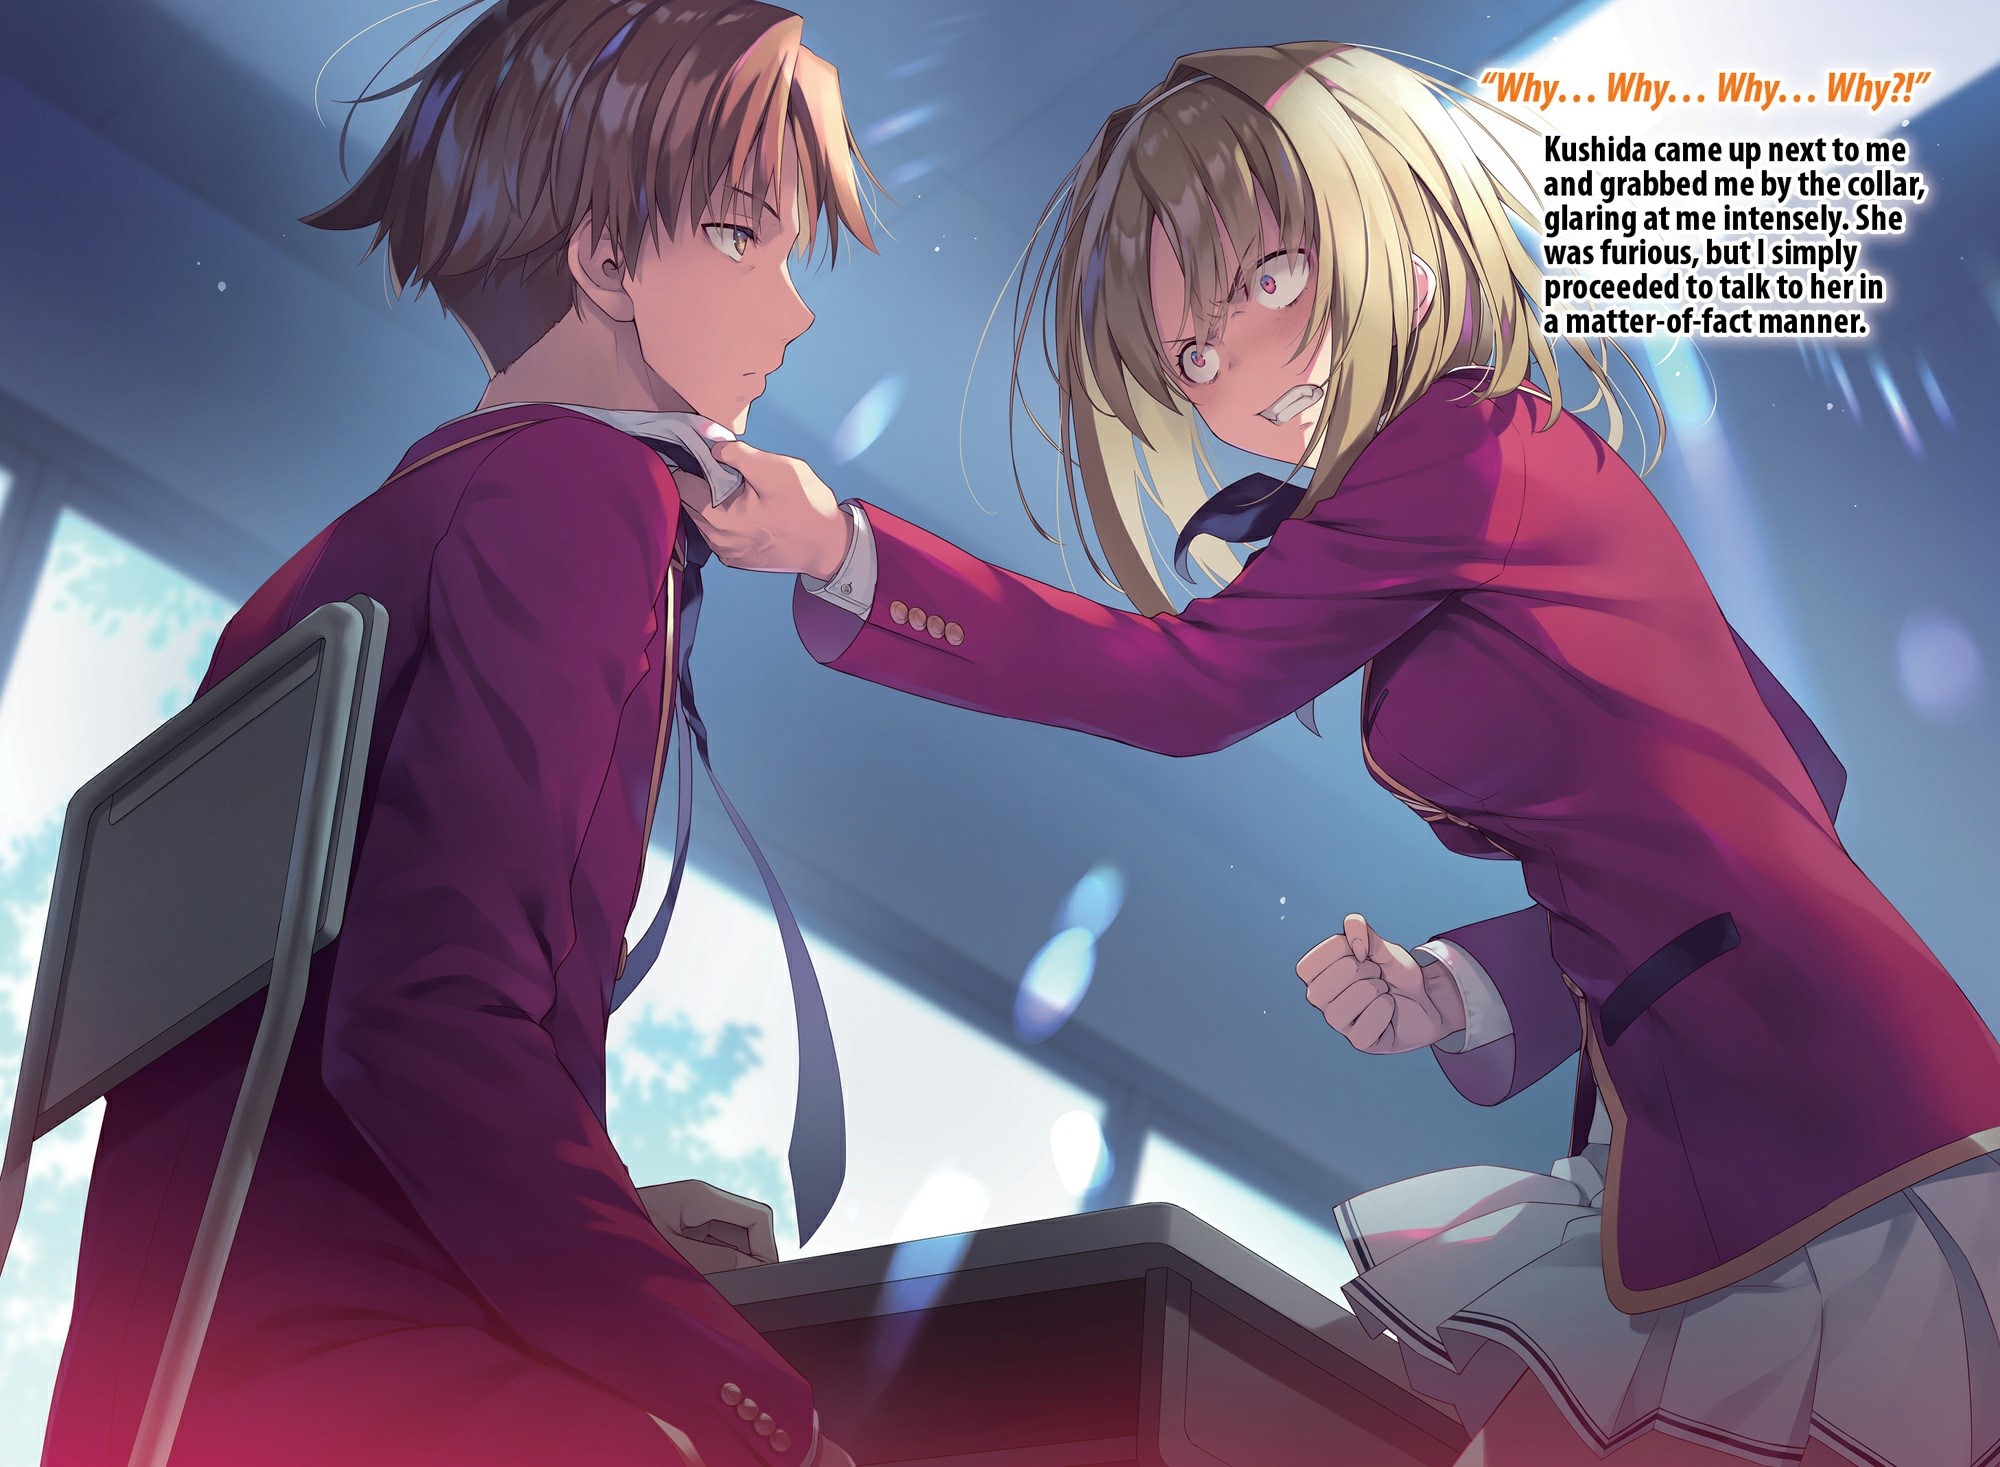 “Why… Why… Why… Why?!”
Kushida came up next to me
and grabbed me by the collar,
glaring at me intensely. She
was furious, but I simply
proceeded to talk to her in
a matter-of-fact manner.